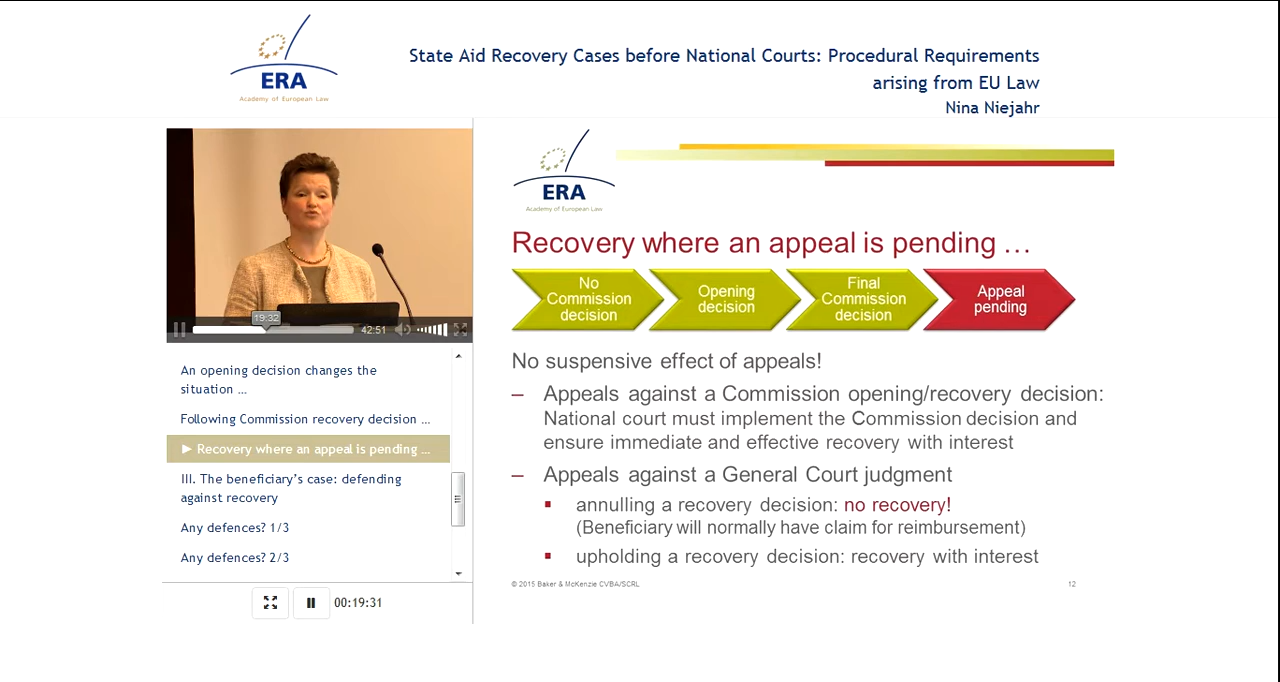 ERA
Academy of European Law
State Aid Recovery Cases before National Courts: Procedural Requirements
arising from EU Law
Nina Niejahr
19:32
42:51
An opening decision changes the
situation ...
Following Commission recovery decision ...
► Recovery where an appeal is pending ...
III. The beneficiary's case: defending
against recovery
Any defences? 1/3
Any defences? 2/3
00:19:31
ERA
Academy of European Law
Recovery where an appeal is pending …
No
Commission
decision
Opening
decision
Final
Commission
decision
Appeal
pending
No suspensive effect of appeals!
– Appeals against a Commission opening/recovery decision:
National court must implement the Commission decision and
ensure immediate and effective recovery with interest
– Appeals against a General Court judgment
▪ annulling a recovery decision: no recovery!
(Beneficiary will normally have claim for reimbursement)
▪ upholding a recovery decision: recovery with interest
© 2015 Baker & McKenzie CVBA/SCRL
12